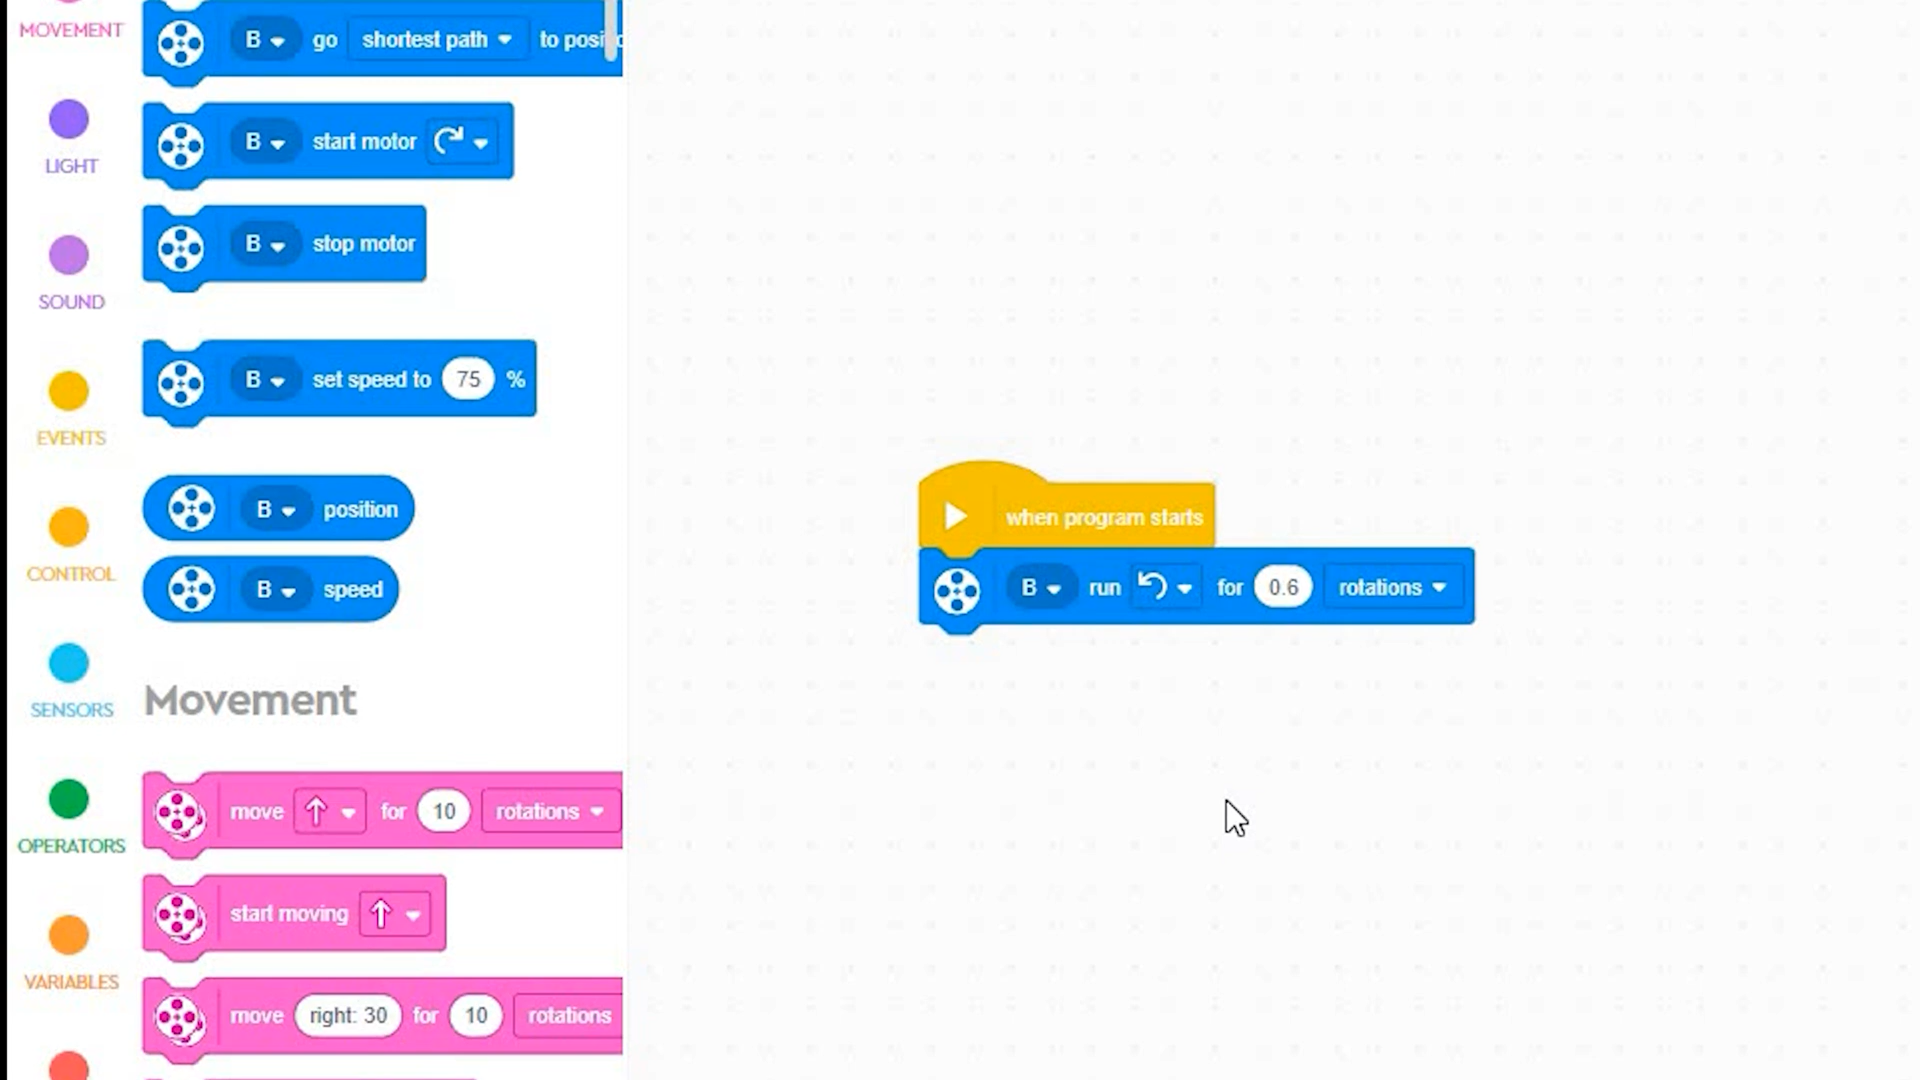 MOVEMENT
LIGHT
SOUND
EVENTS
CONTROL
SENSORS
OPERATORS
VARIABLES
B go shortest path
B start motor
B stop motor
B set speed to 75 %
B position
B speed
Movement
move for 10 rotations
start moving
move right: 30 for 10 rotations
when program starts
B run for 0.6 rotations